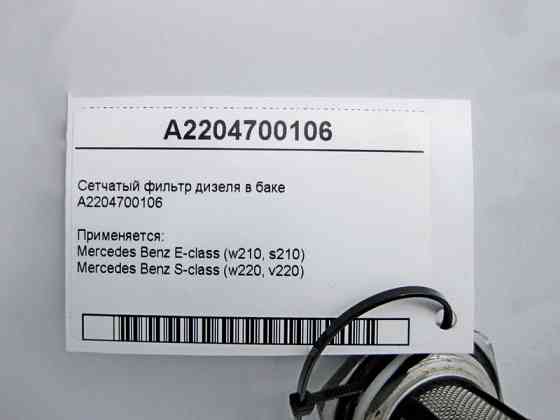 A2204700106
Сетчатый фильтр дизеля в баке
A2204700106
Применяется:
Mercedes Benz E-class (w210, s210)
Mercedes Benz S-class (w220, v220)